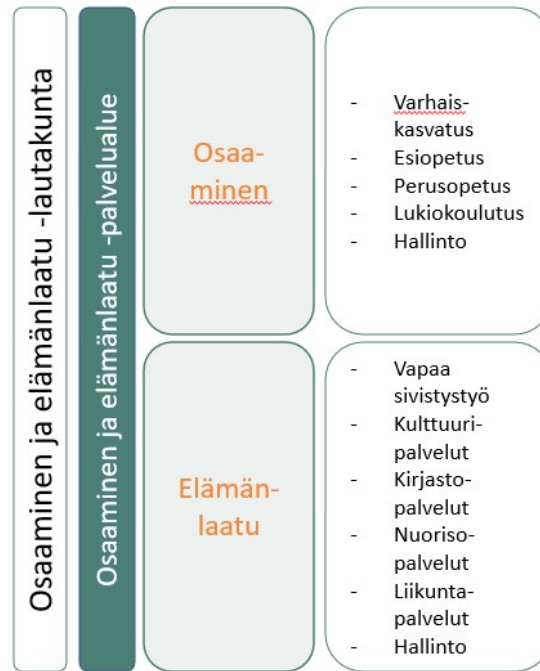 Osaaminen ja elämänlaatu -lautakunta
Osaaminen ja elämänlaatu -palvelualue
Osaa-
minen
- Varhais-
kasvatus
- Esiopetus
- Perusopetus
- Lukiokoulutus
- Hallinto
Elämän-
laatu
- Vapaa
sivistystyö
- Kulttuuri-
palvelut
- Kirjasto-
palvelut
- Nuoriso-
palvelut
- Liikunta-
palvelut
- Hallinto